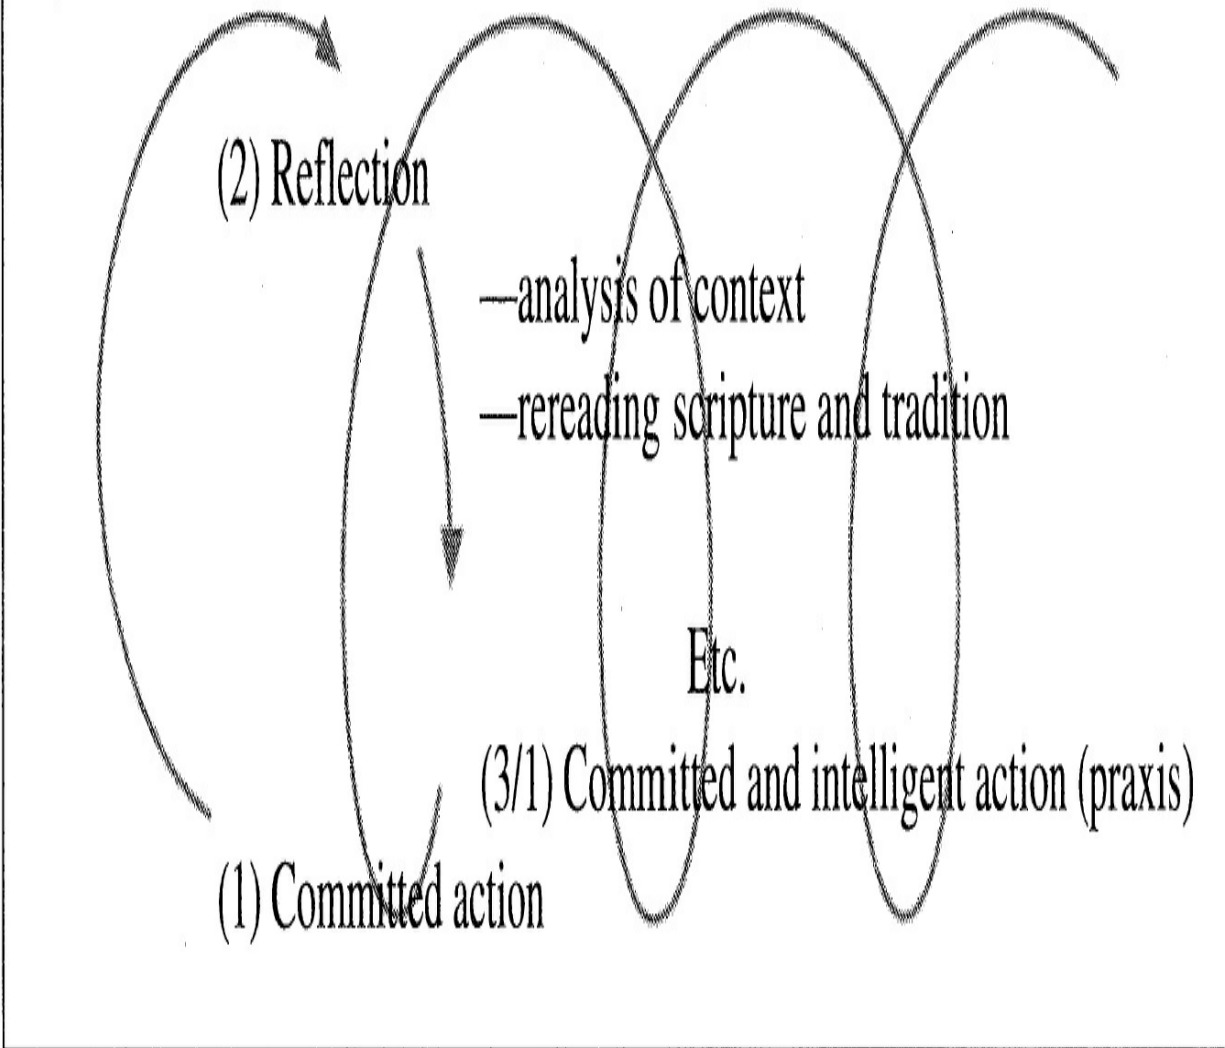 (2) Reflection
—analysis of context
—rereading scripture and tradition
Etc.
(3/1) Committed and intelligent action (praxis)
(1) Committed action